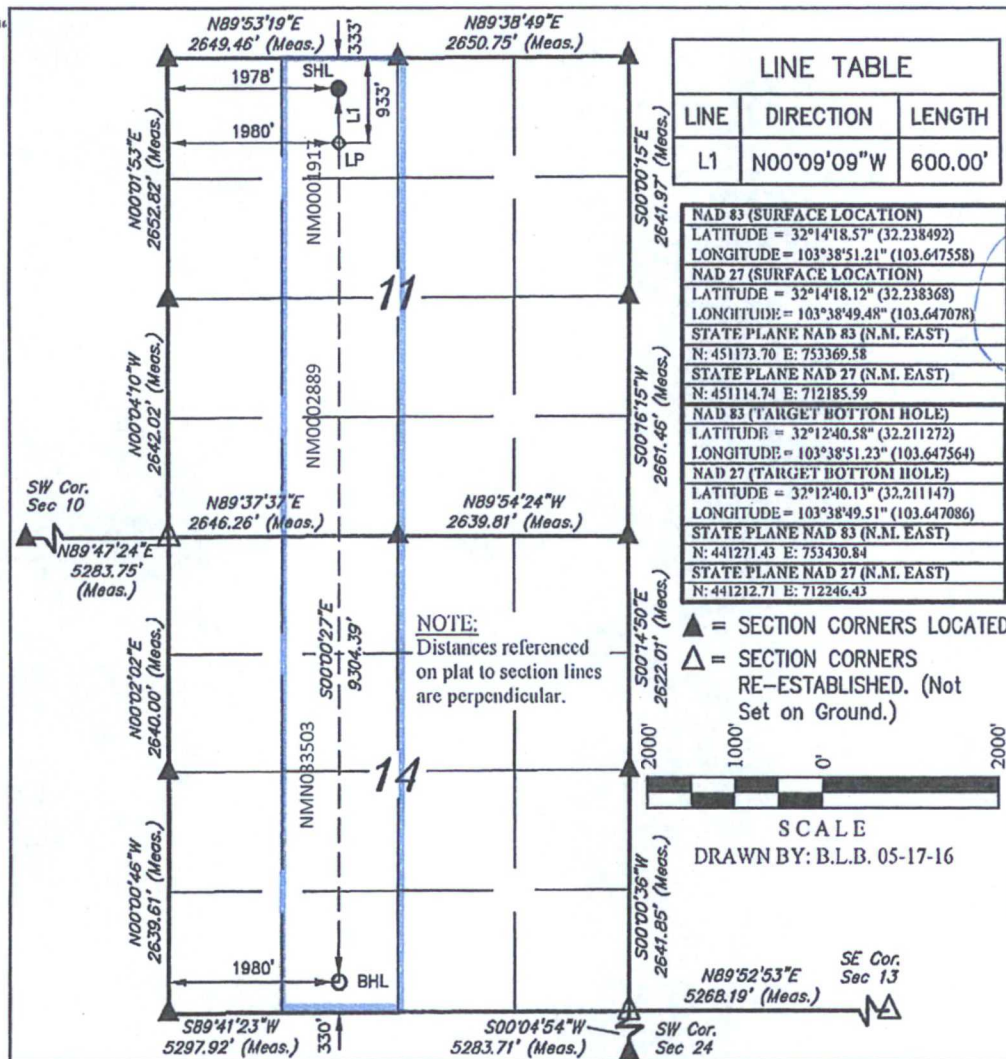 N89°53'19"E
2649.46' (Meas.)
333'
N89°38'49"E
2650.75' (Meas.)
1978'
SHL
L1
933'
1980'
LP
N00°01'53"E
2652.82' (Meas.)
NM0001917
S00°00'15"E
2641.97' (Meas.)
11
N00°04'10"W
2642.02' (Meas.)
NM0002889
S00°16'15"W
2661.46' (Meas.)
SW Cor.
Sec 10
N89°47'24"E
5283.75'
(Meas.)
N89°37'37"E
2646.26' (Meas.)
N89°54'24"W
2639.81' (Meas.)
N00°02'02"E
2640.00' (Meas.)
S00°00'27"E
9304.39'
NOTE:
Distances referenced
on plat to section lines
are perpendicular.
S00°14'50"E
2622.01' (Meas.)
NMN083503
14
N00°00'46"W
2639.61' (Meas.)
S00°00'36"W
2641.85' (Meas.)
1980'
BHL
S89°41'23"W
5297.92' (Meas.)
330'
S00°04'54"W
5283.71' (Meas.)
SW Cor.
Sec 24
N89°52'53"E
5268.19' (Meas.)
SE Cor.
Sec 13
LINE TABLE
LINE DIRECTION LENGTH
L1 N00°09'09"W 600.00'
NAD 83 (SURFACE LOCATION)
LATITUDE = 32°14'18.57" (32.238492)
LONGITUDE = 103°38'51.21" (103.647558)
NAD 27 (SURFACE LOCATION)
LATITUDE = 32°14'18.12" (32.238368)
LONGITUDE = 103°38'49.48" (103.647078)
STATE PLANE NAD 83 (N.M. EAST)
N: 451173.70 E: 753369.58
STATE PLANE NAD 27 (N.M. EAST)
N: 451114.74 E: 712185.59
NAD 83 (TARGET BOTTOM HOLE)
LATITUDE = 32°12'40.58" (32.211272)
LONGITUDE = 103°38'51.23" (103.647564)
NAD 27 (TARGET BOTTOM HOLE)
LATITUDE = 32°12'40.13" (32.211147)
LONGITUDE = 103°38'49.51" (103.647086)
STATE PLANE NAD 83 (N.M. EAST)
N: 441271.43 E: 753430.84
STATE PLANE NAD 27 (N.M. EAST)
N: 441212.71 E: 712246.43
= SECTION CORNERS LOCATED
= SECTION CORNERS
RE-ESTABLISHED. (Not
Set on Ground.)
2000' 1000' 0' 2000'
SCALE
DRAWN BY: B.L.B. 05-17-16